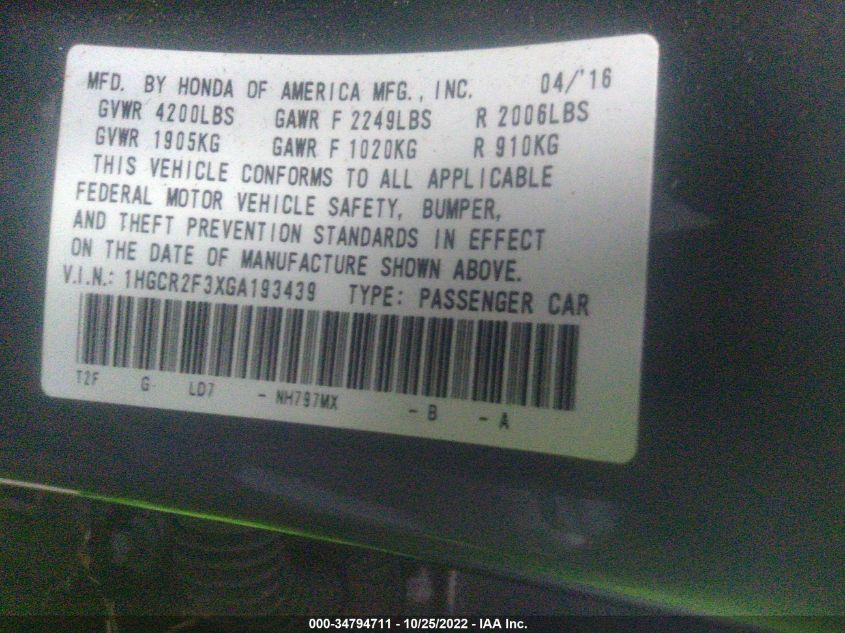 MFD. BY HONDA OF AMERICA MFG., INC. 04/'16
GVWR 4200LBS GAWR F 2249LBS R 2006LBS
GVWR 1905KG GAWR F 1020KG R 910KG
THIS VEHICLE CONFORMS TO ALL APPLICABLE
FEDERAL MOTOR VEHICLE SAFETY, BUMPER,
AND THEFT PREVENTION STANDARDS IN EFFECT
ON THE DATE OF MANUFACTURE SHOWN ABOVE.
V.I.N.: 1HGCR2F3XGA193439 TYPE: PASSENGER CAR
T2F G LD7 - NH797MX - B - A
000-34794711 - 10/25/2022 - IAA Inc.